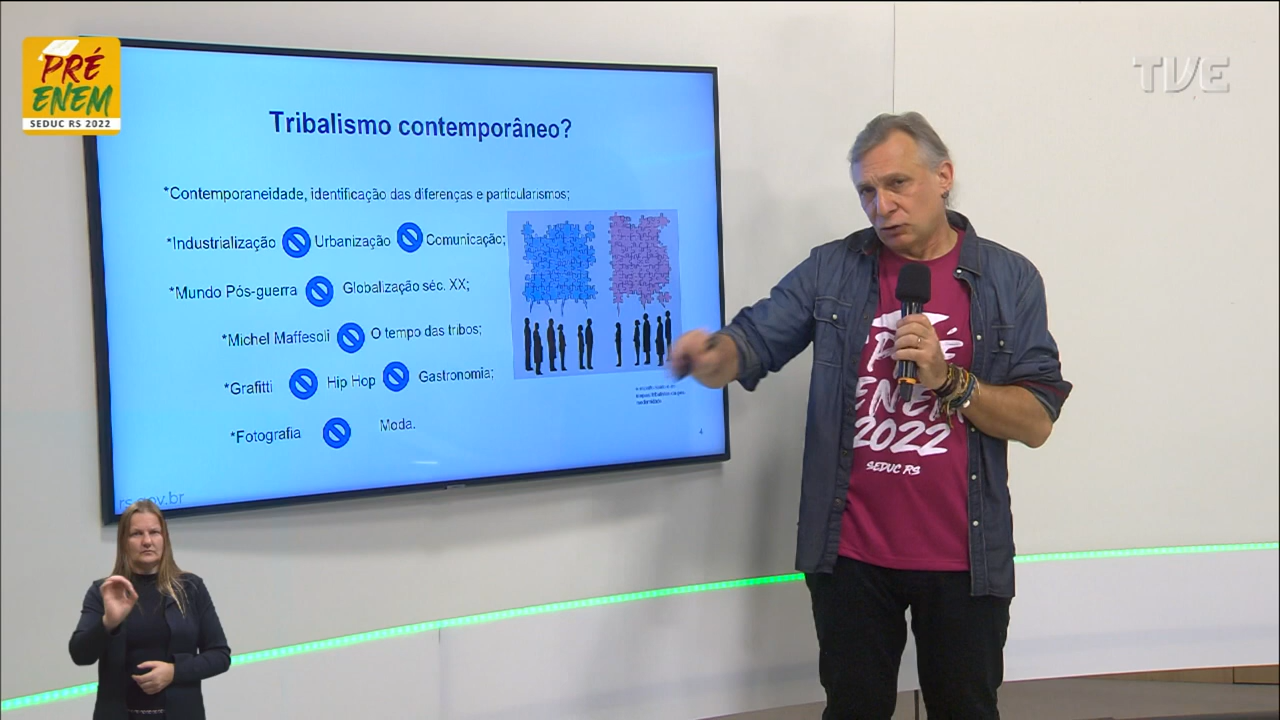 PRÉ
ENEM
SEDUC RS 2022
TVE
Tribalismo contemporâneo?
*Contemporaneidade, identificação das diferenças e particularismos;
*Industrialização Urbanização Comunicação;
*Mundo Pós-guerra Globalização séc. XX;
*Michel Maffesoli O tempo das tribos;
*Grafitti Hip Hop Gastronomia;
*Fotografia Moda.
4
rs.gov.br
PRÉ
ENEM
2022
SEDUC RS